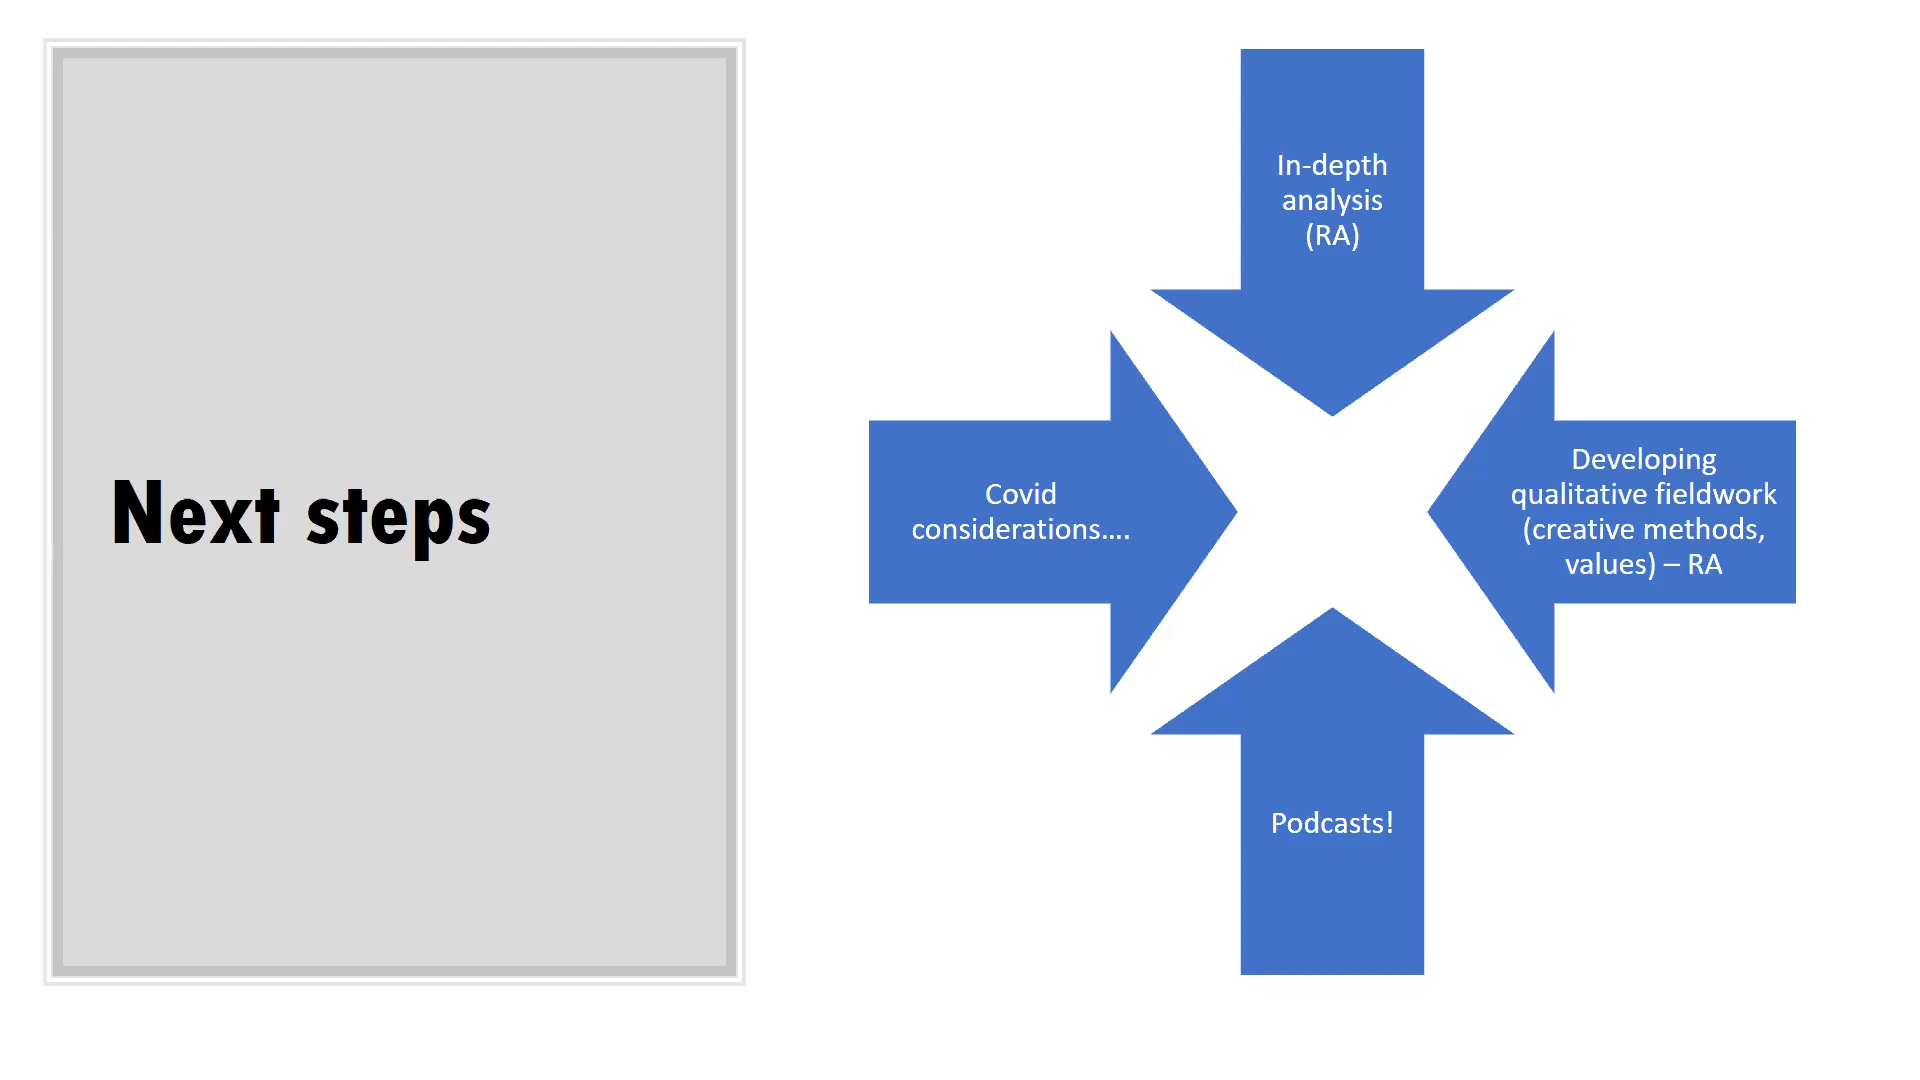 Next steps
In-depth
analysis
(RA)
Covid
considerations....
Developing
qualitative fieldwork
(creative methods,
values) – RA
Podcasts!